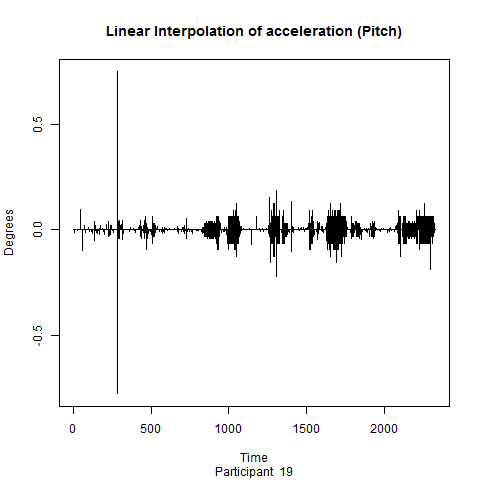 Linear Interpolation of acceleration (Pitch)
Degrees
0.5
0.0
-0.5
0 500 1000 1500 2000
Time
Participant 19